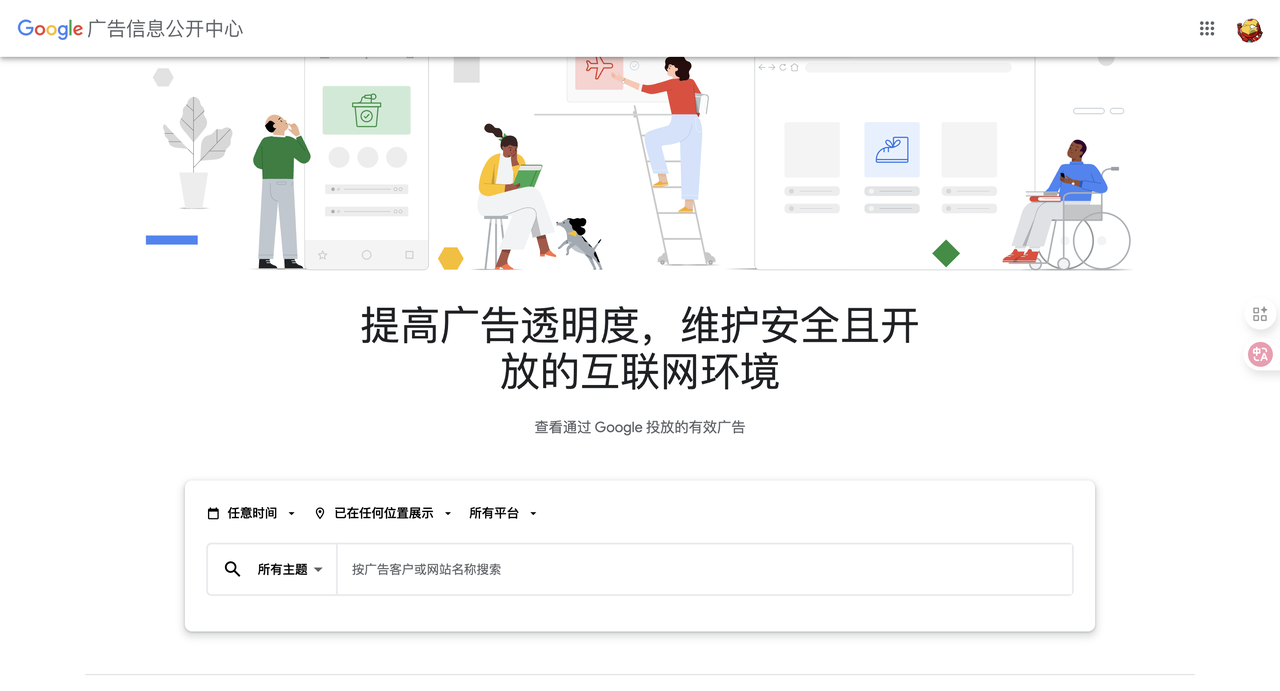 Google 广告信息公开中心
提高广告透明度，维护安全且开
放的互联网环境
查看通过 Google 投放的有效广告
任意时间 已在任何位置展示 所有平台
所有主题 按广告客户或网站名称搜索
中A